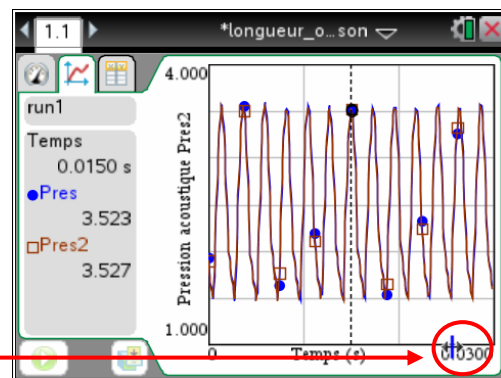 1.1
*longueur_o...son
run1
Temps
0.0150 s
Pres
3.523
Pres2
3.527
4.000
Pression acoustique Pres2
1.000
0
Temps (s)
0.0300